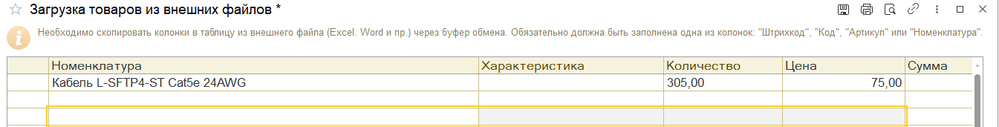 Загрузка товаров из внешних файлов *
Необходимо скопировать колонки в таблицу из внешнего файла (Excel. Word и пр.) через буфер обмена. Обязательно должна быть заполнена одна из колонок: "Штрихкод", "Код", "Артикул" или "Номенклатура".
Номенклатура Характеристика Количество Цена Сумма
Кабель L-SFTP4-ST Cat5e 24AWG 305,00 75,00